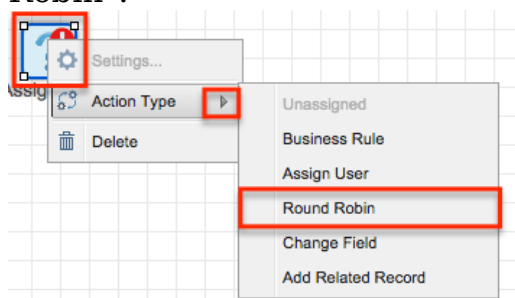 Robin".
Settings...
Assig
Action Type
Delete
Unassigned
Business Rule
Assign User
Round Robin
Change Field
Add Related Record